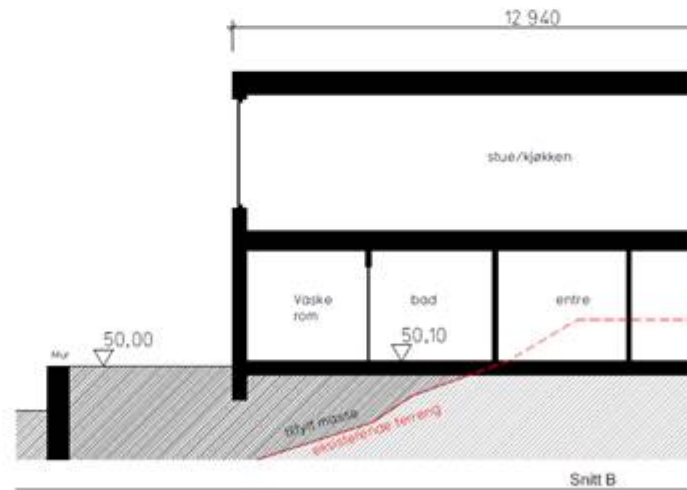 12 940
stue/kjøkken
Vaske
rom
bad
entre
50,10
50,00
Mur
tilfylt masse
eksisterende terreng
Snitt B